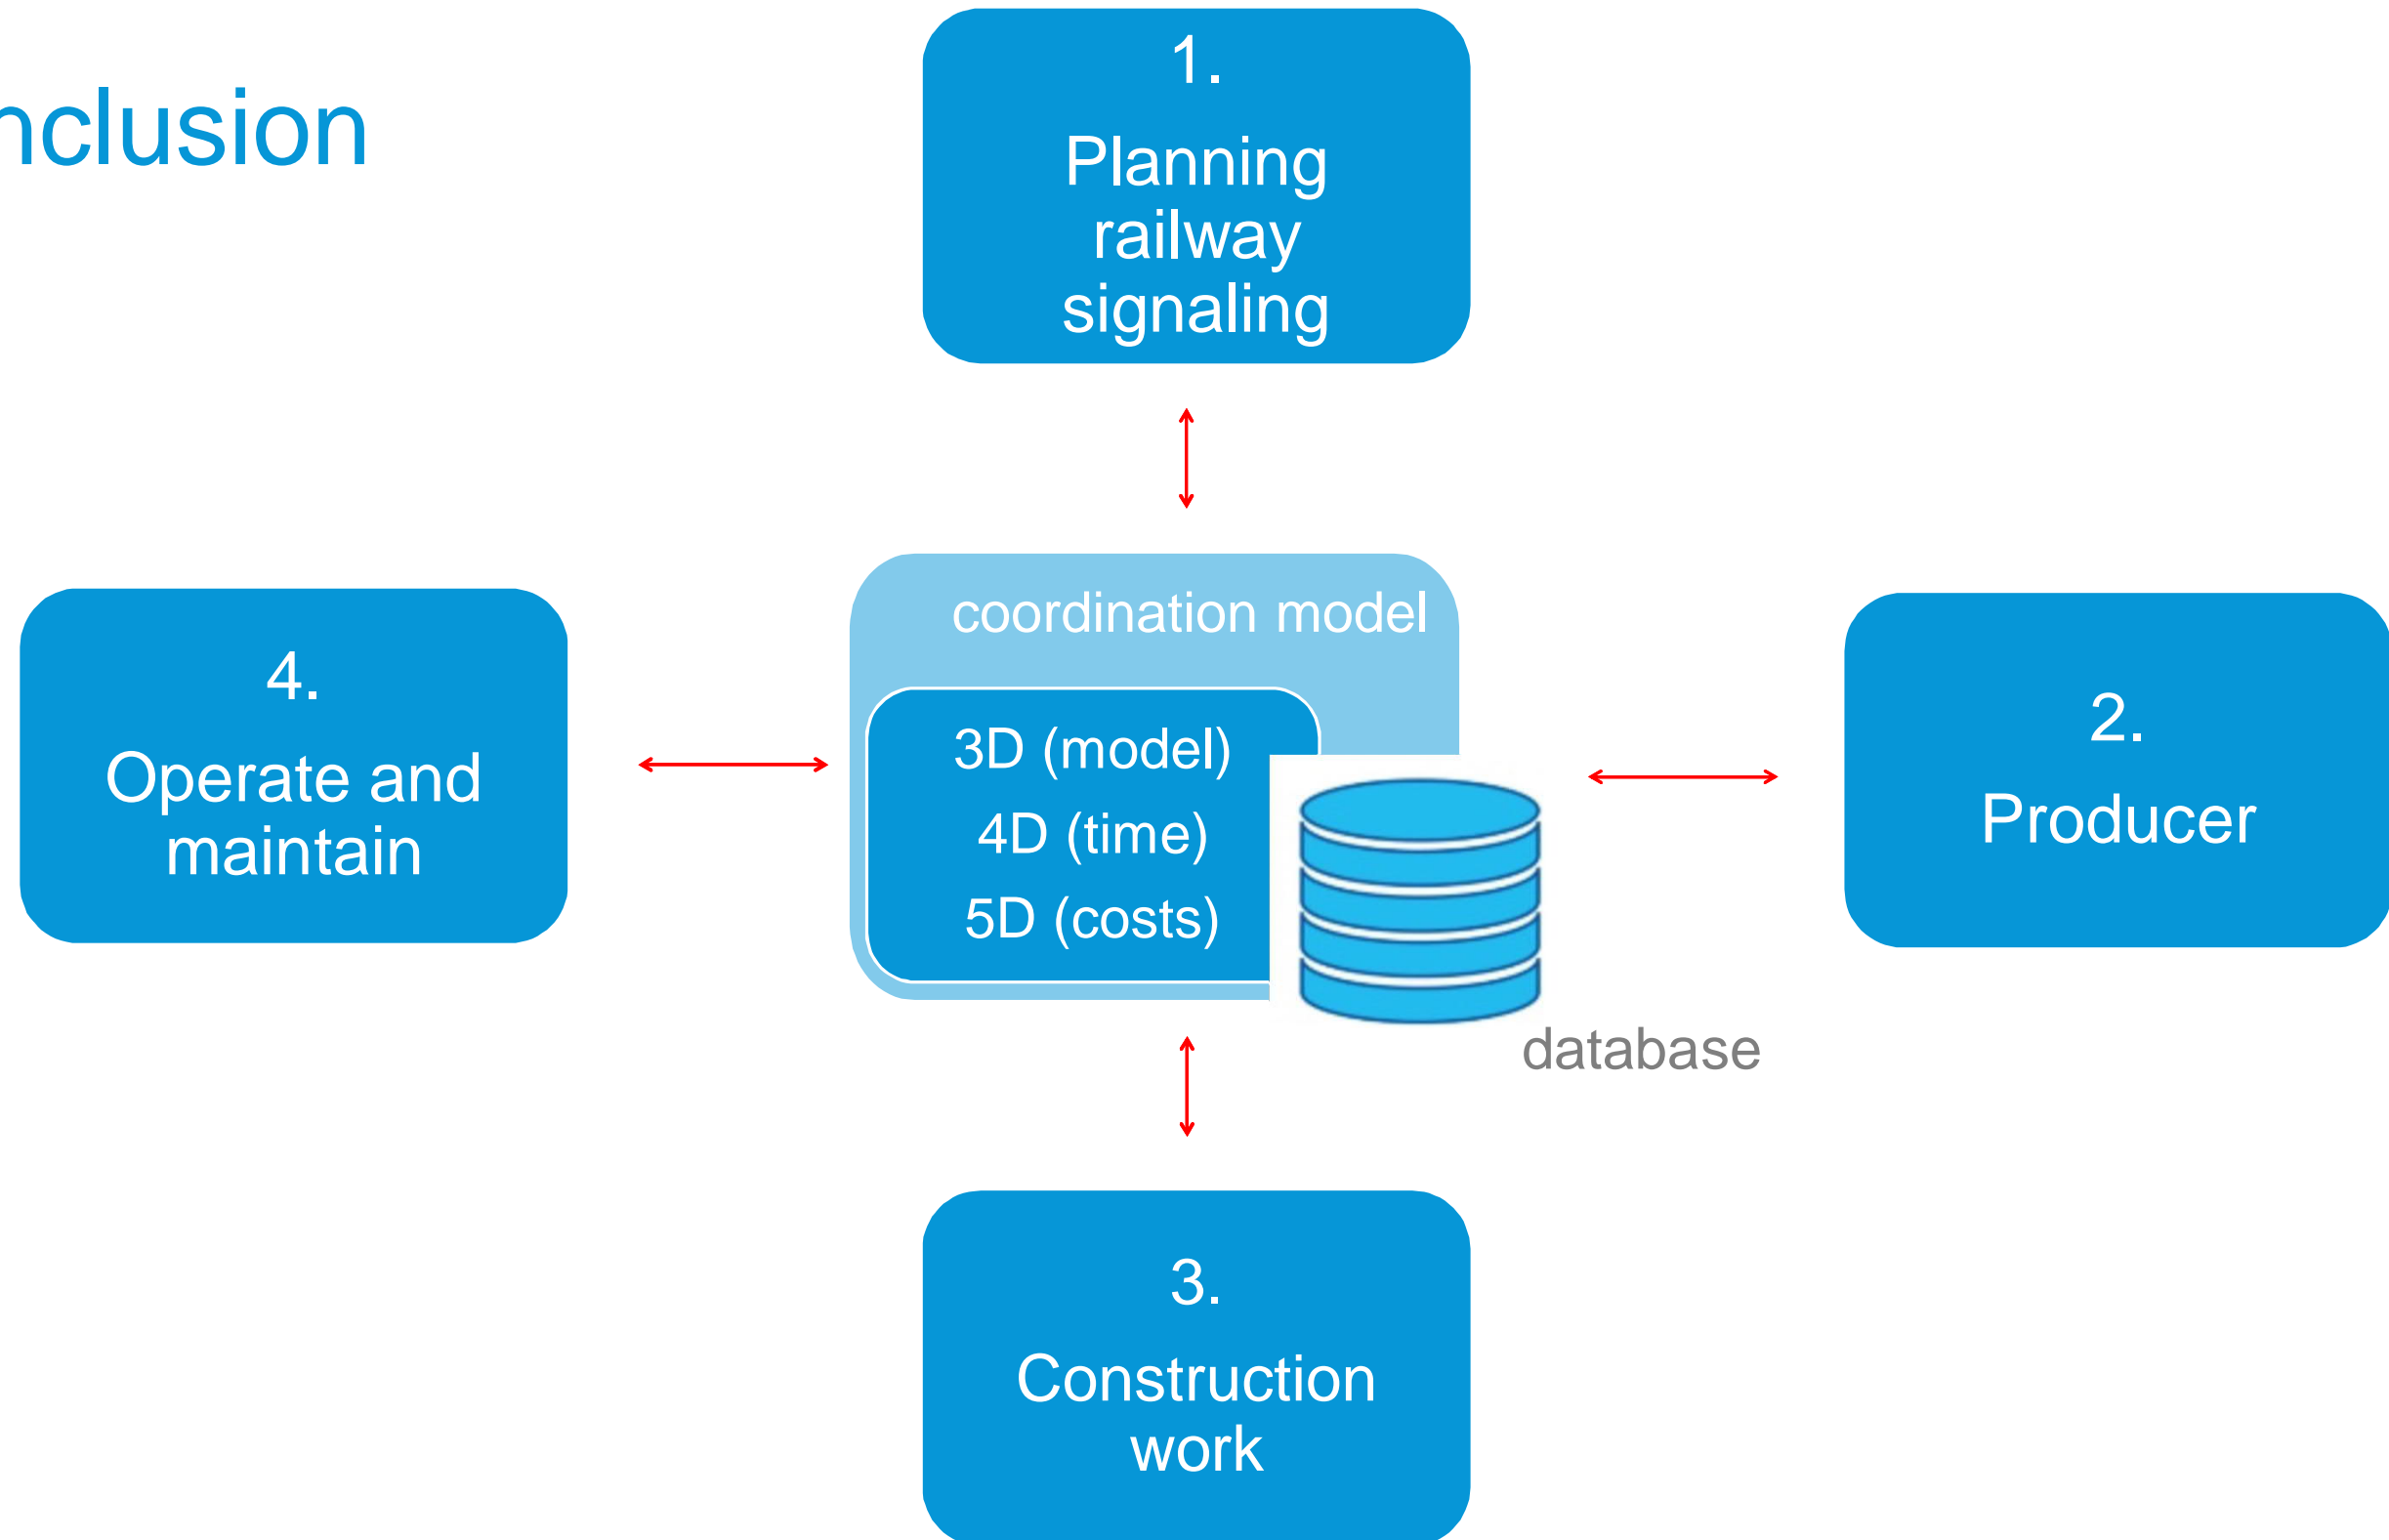 nclusion
1.
Planning
railway
signaling
coordination model
3D (model)
4D (time)
5D (costs)
database
4.
Operate and
maintain
2.
Producer
3.
Construction
work